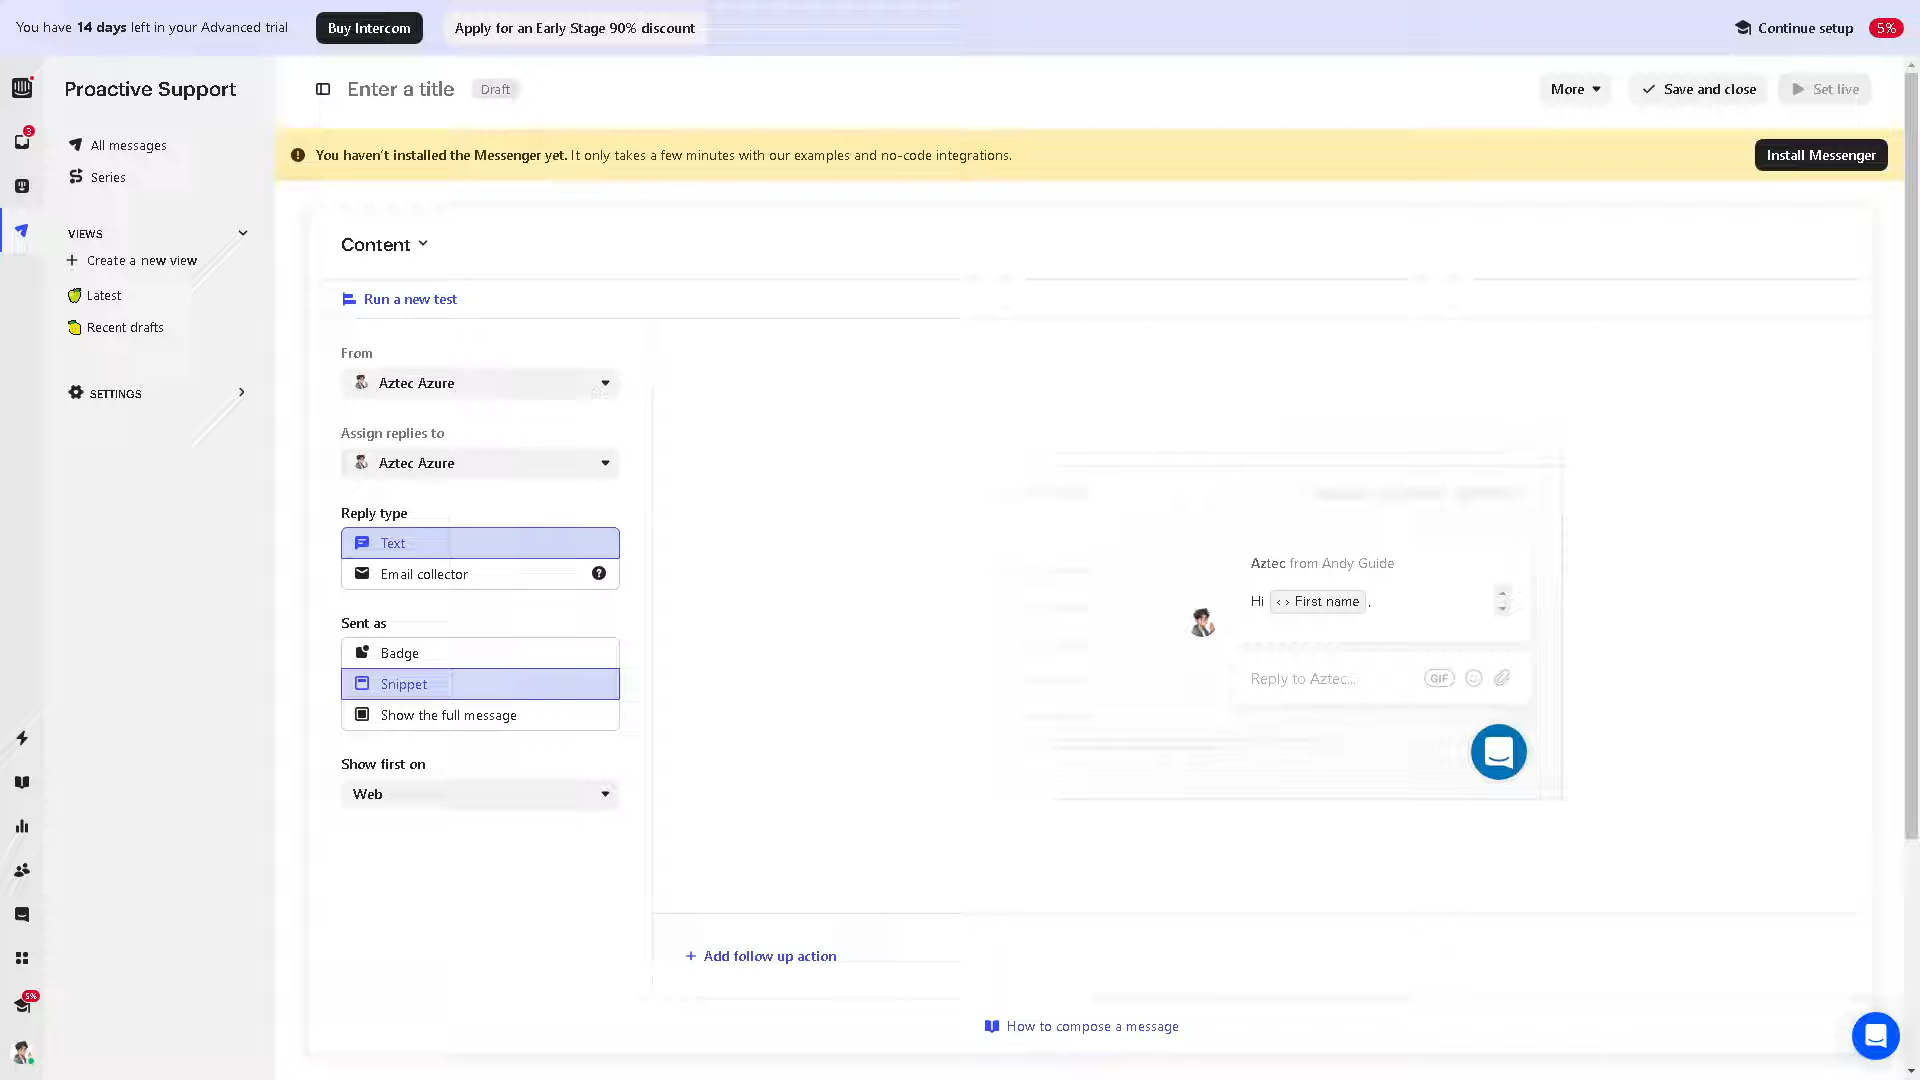 You have 14 days left in your Advanced trial
Buy Intercom
Apply for an Early Stage 90% discount
Continue setup
5%
Proactive Support
Enter a title
Draft
More
Save and close
Set live
3
All messages
Series
You haven't installed the Messenger yet. It only takes a few minutes with our examples and no-code integrations.
Install Messenger
VIEWS
Create a new view
Latest
Recent drafts
SETTINGS
Content
Run a new test
From
Aztec Azure
Assign replies to
Aztec Azure
Reply type
Text
Email collector
Sent as
Badge
Snippet
Show the full message
Show first on
Web
Aztec from Andy Guide
Hi <> First name ,
Reply to Aztec...
GIF
+ Add follow up action
How to compose a message
5%